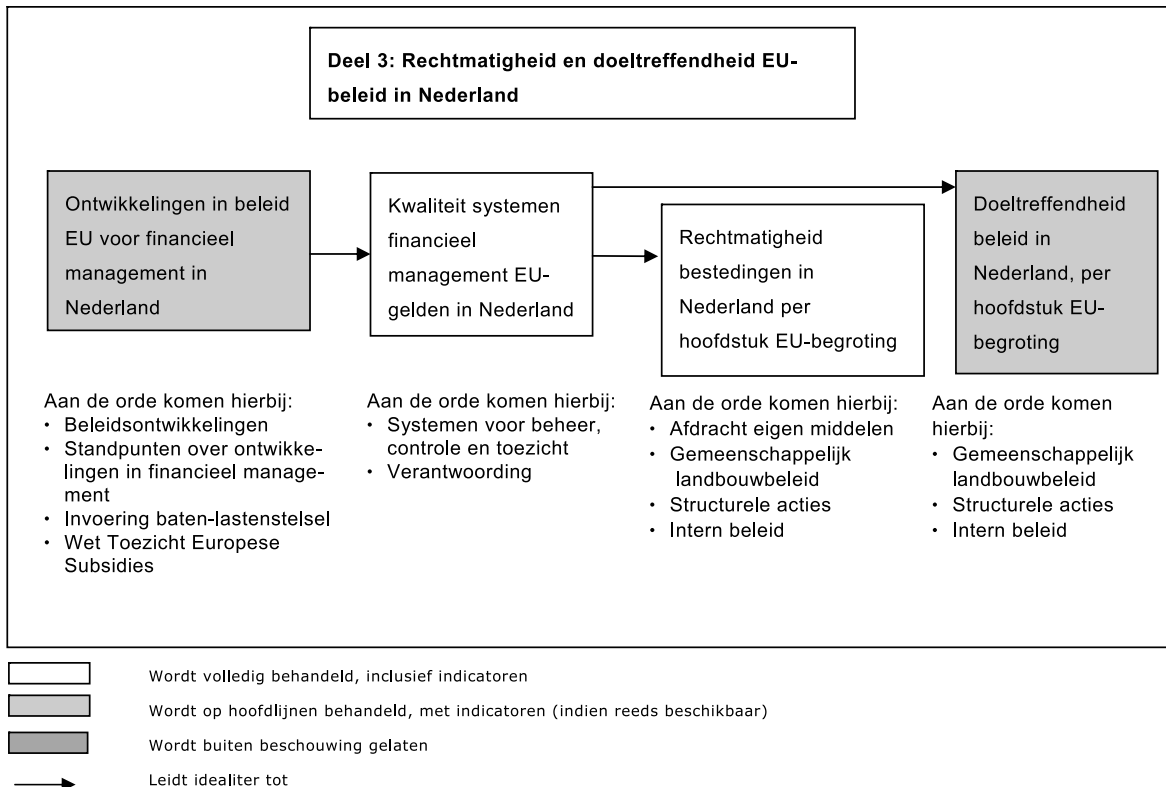 Deel 3: Rechtmatigheid en doeltreffendheid EU-
beleid in Nederland
Ontwikkelingen in beleid
EU voor financieel
management in
Nederland
Kwaliteit systemen
financieel
management EU-
gelden in Nederland
Rechtmatigheid
bestedingen in
Nederland per
hoofdstuk EU-begroting
Doeltreffendheid
beleid in
Nederland, per
hoofdstuk EU-
begroting
Aan de orde komen hierbij:
• Beleidsontwikkelingen
• Standpunten over ontwikke-
lingen in financieel manage-
ment
• Invoering baten-lastenstelsel
• Wet Toezicht Europese
Subsidies
Aan de orde komen hierbij:
• Systemen voor beheer,
controle en toezicht
• Verantwoording
Aan de orde komen hierbij:
• Afdracht eigen middelen
• Gemeenschappelijk
landbouwbeleid
• Structurele acties
• Intern beleid
Aan de orde komen
hierbij:
• Gemeenschappelijk
landbouwbeleid
• Structurele acties
• Intern beleid
Wordt volledig behandeld, inclusief indicatoren
Wordt op hoofdlijnen behandeld, met indicatoren (indien reeds beschikbaar)
Wordt buiten beschouwing gelaten
Leidt idealiter tot